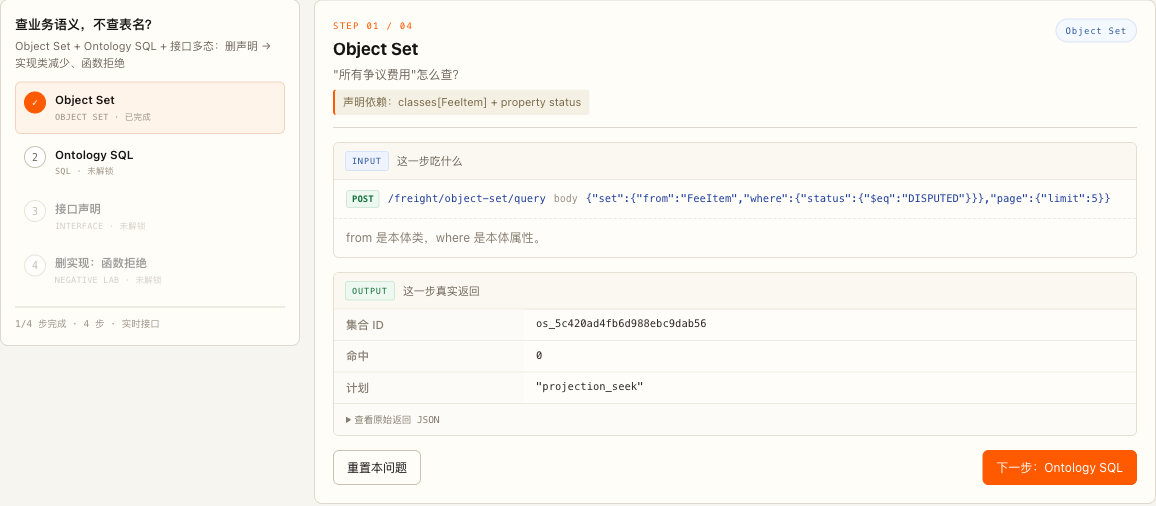 查业务语义，不查表名？
Object Set + Ontology SQL + 接口多态：删声明 →
实现类减少、函数拒绝
✓
Object Set
OBJECT SET · 已完成
2
Ontology SQL
SQL · 未解锁
3
接口声明
INTERFACE · 未解锁
4
删实现：函数拒绝
NEGATIVE LAB · 未解锁
1/4 步完成 · 4 步 · 实时接口
STEP 01 / 04
Object Set
Object Set
"所有争议费用"怎么查？
声明依赖：classes[FeeItem] + property status
INPUT 这一步吃什么
POST /freight/object-set/query body {"set":{"from":"FeeItem","where":{"status":{"$eq":"DISPUTED"}}},"page":{"limit":5}}
from 是本体类，where 是本体属性。
OUTPUT 这一步真实返回
集合 ID os_5c420ad4fb6d988ebc9dab56
命中 0
计划 "projection_seek"
▶ 查看原始返回 JSON
重置本问题
下一步：Ontology SQL